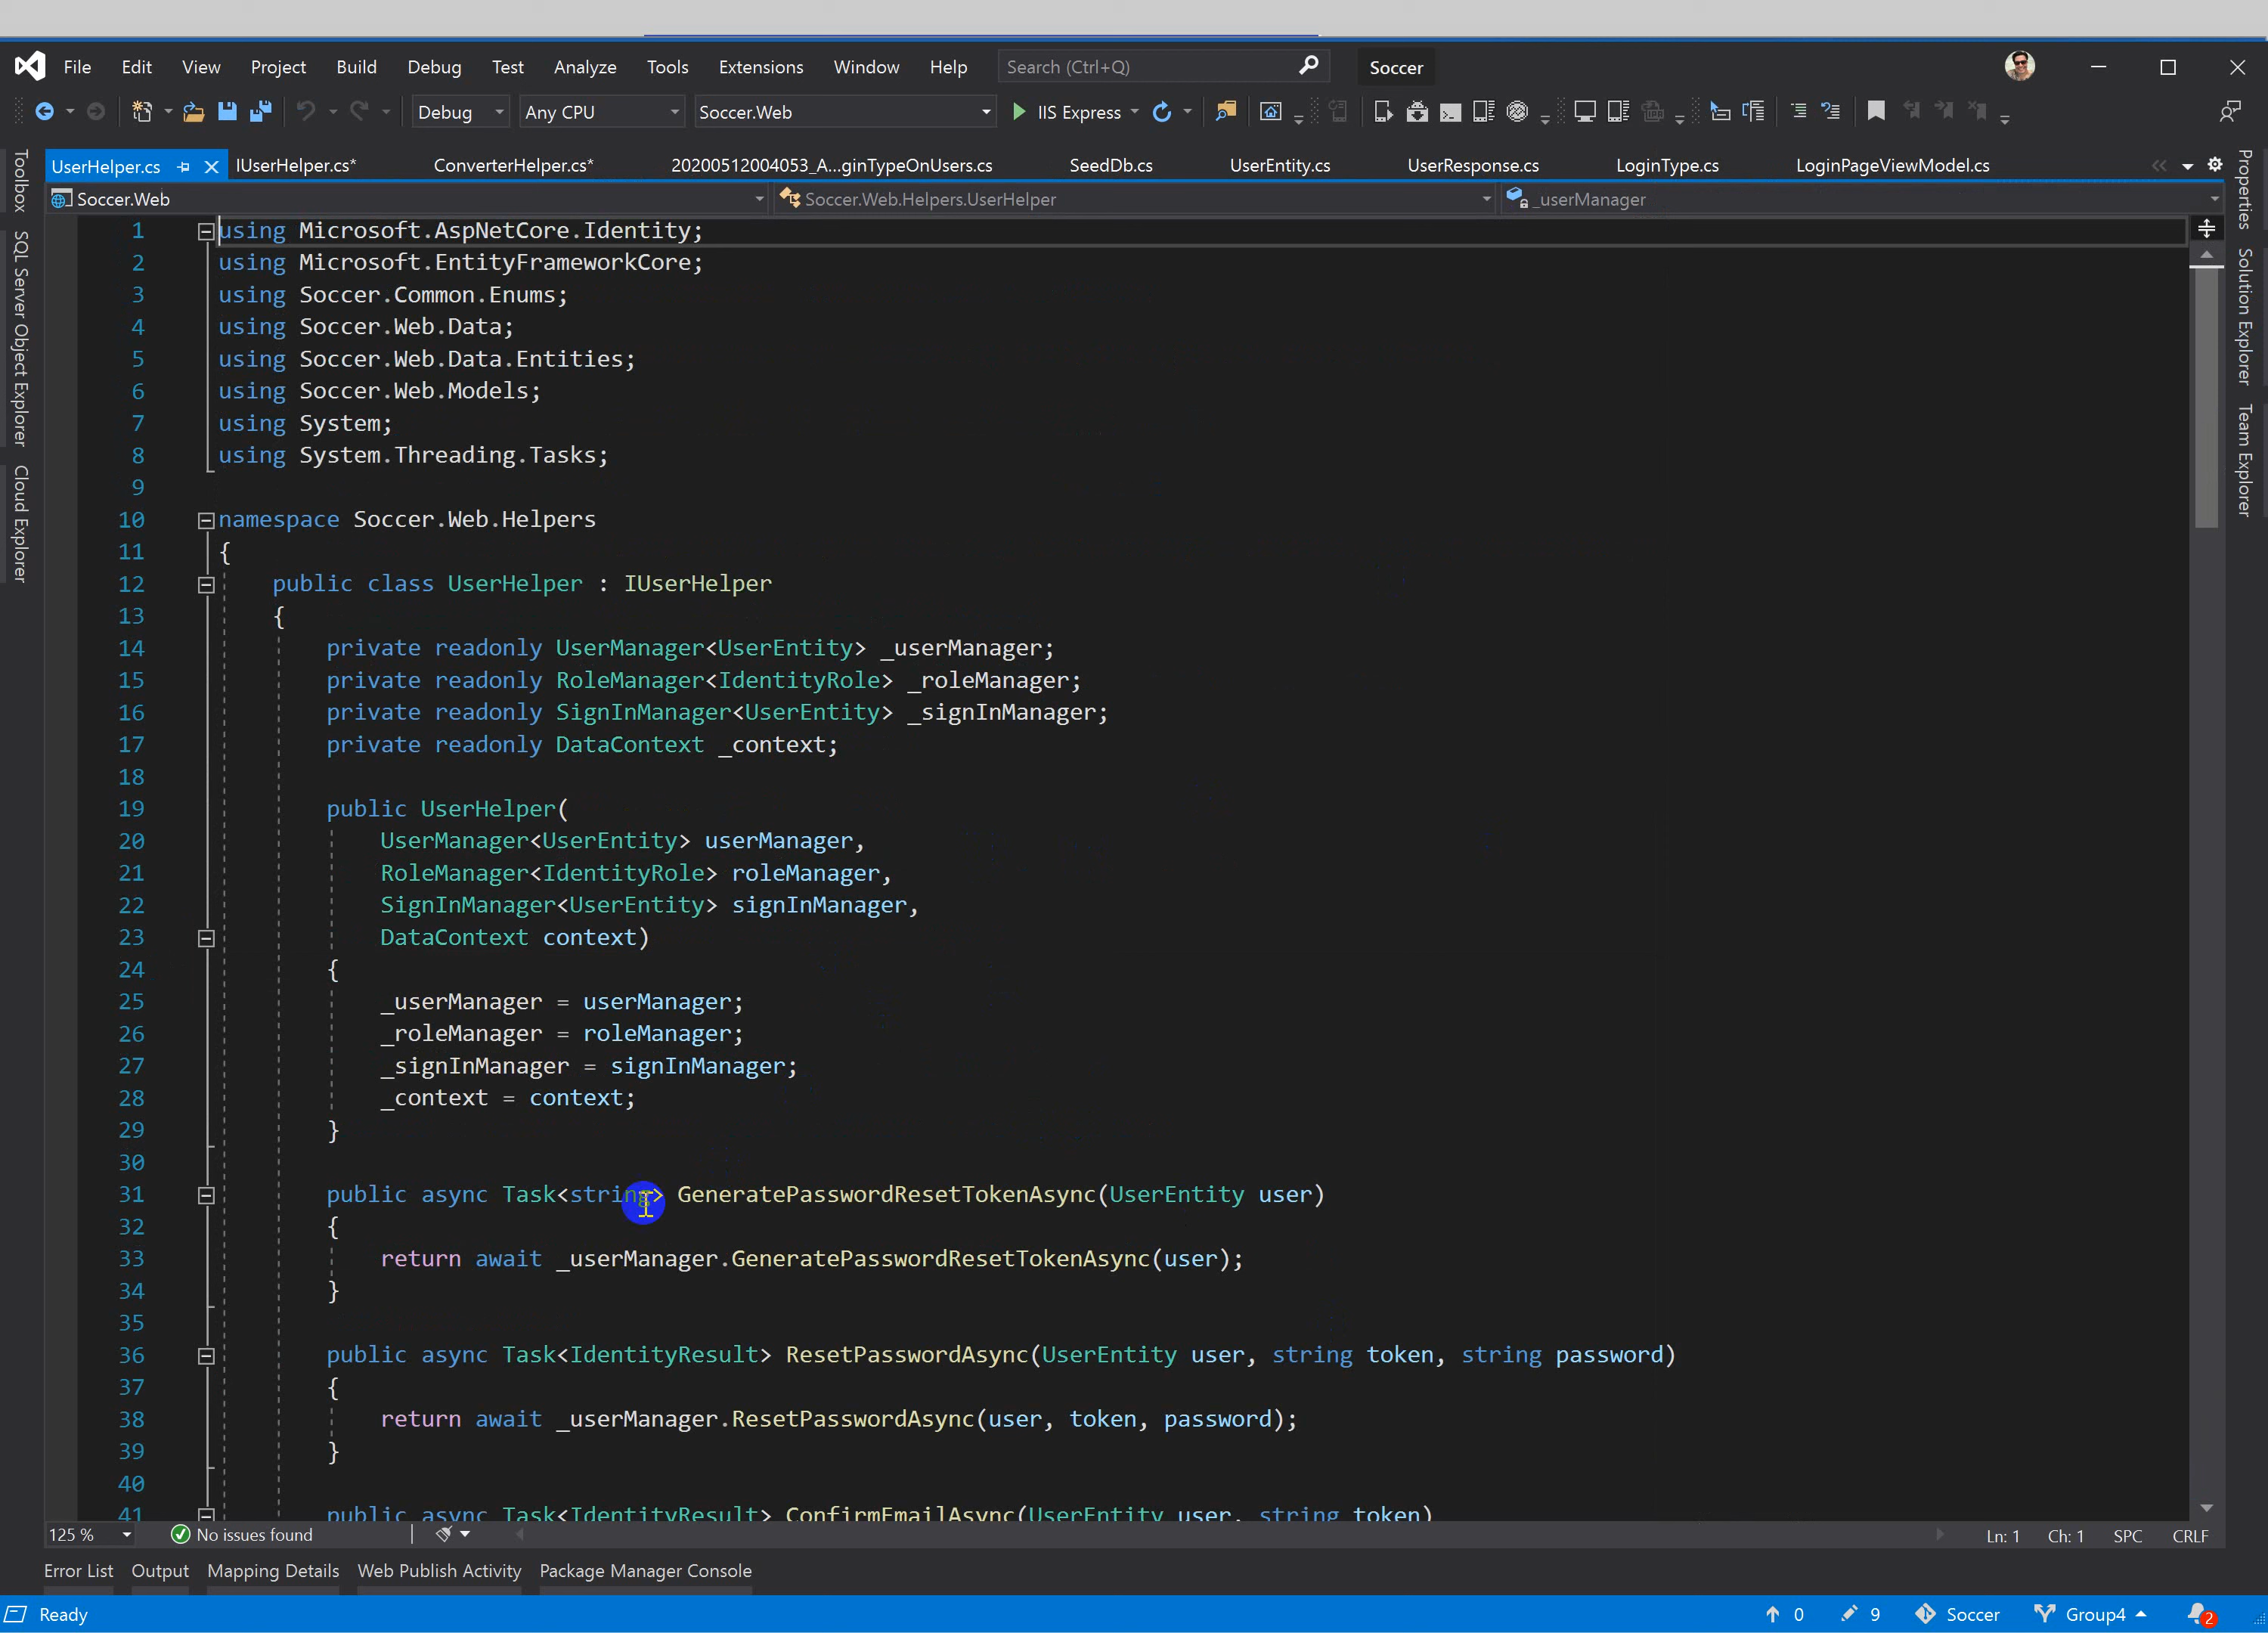 File Edit View Project Build Debug Test Analyze Tools Extensions Window Help Search (Ctrl+Q) Soccer
Debug Any CPU Soccer.Web IIS Express
UserHelper.cs IUserHelper.cs* ConverterHelper.cs* 20200512004053_A...ginTypeOnUsers.cs SeedDb.cs UserEntity.cs UserResponse.cs LoginType.cs LoginPageViewModel.cs
Soccer.Web Soccer.Web.Helpers.UserHelper _userManager
Toolbox
SQL Server Object Explorer
Cloud Explorer
1 using Microsoft.AspNetCore.Identity;
2 using Microsoft.EntityFrameworkCore;
3 using Soccer.Common.Enums;
4 using Soccer.Web.Data;
5 using Soccer.Web.Data.Entities;
6 using Soccer.Web.Models;
7 using System;
8 using System.Threading.Tasks;
9
10 namespace Soccer.Web.Helpers
11 {
12 public class UserHelper : IUserHelper
13 {
14 private readonly UserManager<UserEntity> _userManager;
15 private readonly RoleManager<IdentityRole> _roleManager;
16 private readonly SignInManager<UserEntity> _signInManager;
17 private readonly DataContext _context;
18
19 public UserHelper(
20 UserManager<UserEntity> userManager,
21 RoleManager<IdentityRole> roleManager,
22 SignInManager<UserEntity> signInManager,
23 DataContext context)
24 {
25 _userManager = userManager;
26 _roleManager = roleManager;
27 _signInManager = signInManager;
28 _context = context;
29 }
30
31 public async Task<string> GeneratePasswordResetTokenAsync(UserEntity user)
32 {
33 return await _userManager.GeneratePasswordResetTokenAsync(user);
34 }
35
36 public async Task<IdentityResult> ResetPasswordAsync(UserEntity user, string token, string password)
37 {
38 return await _userManager.ResetPasswordAsync(user, token, password);
39 }
40
41 public async Task<IdentityResult> ConfirmEmailAsync(UserEntity user, string token)
Properties
Solution Explorer
Team Explorer
125 % No issues found Ln: 1 Ch: 1 SPC CRLF
Error List Output Mapping Details Web Publish Activity Package Manager Console
Ready 0 9 Soccer Group4 2